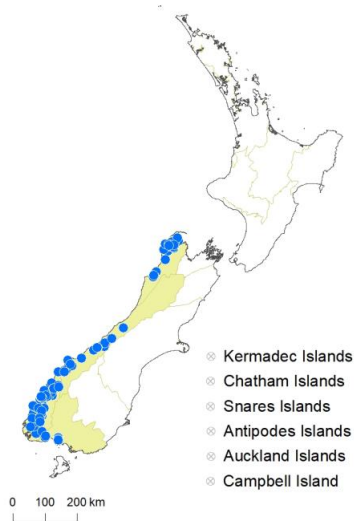 Kermadec Islands
Chatham Islands
Snares Islands
Antipodes Islands
Auckland Islands
Campbell Island
0 100 200 km